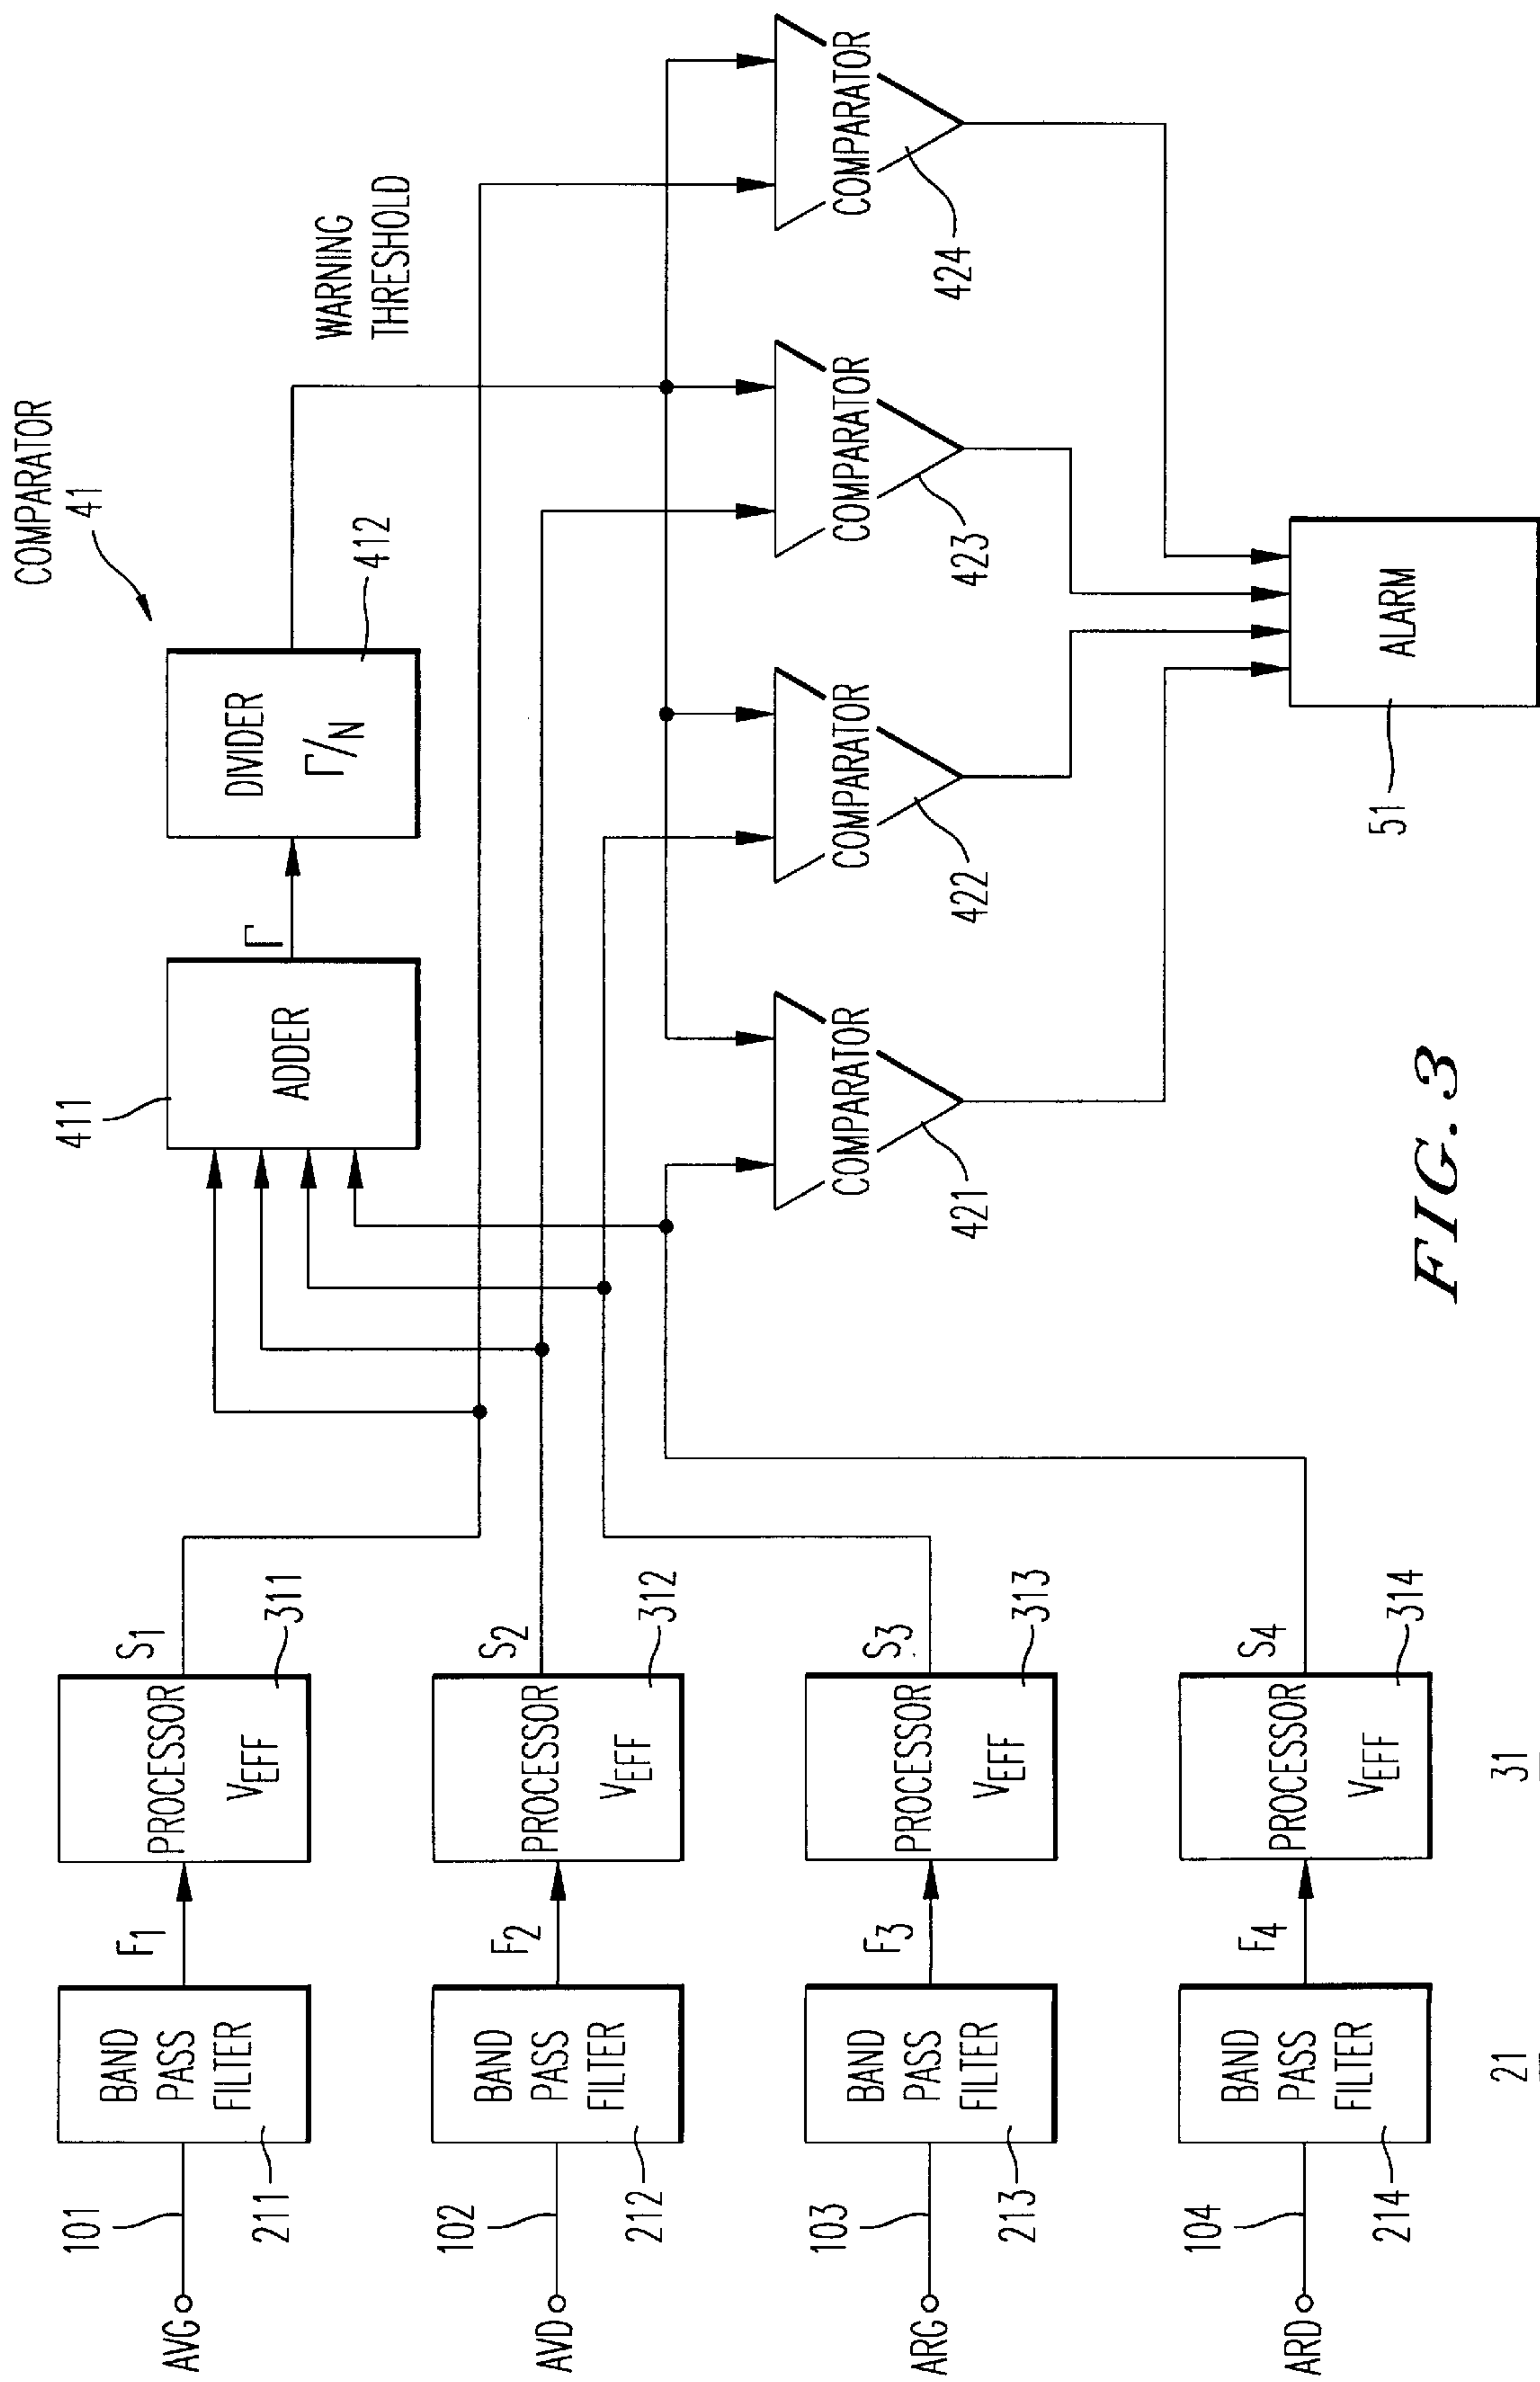 COMPARATOR
41
WARNING
THRESHOLD
411
ADDER
Γ
DIVIDER
Γ/N
412
AVG
101
BAND
PASS
FILTER
211
F1
PROCESSOR
VEFF
S1
311
AVD
102
BAND
PASS
FILTER
212
F2
PROCESSOR
VEFF
S2
312
ARG
103
BAND
PASS
FILTER
213
F3
PROCESSOR
VEFF
S3
313
ARD
104
BAND
PASS
FILTER
214
F4
PROCESSOR
VEFF
S4
314
21
31
COMPARATOR
421
COMPARATOR
422
COMPARATOR
423
COMPARATOR
424
ALARM
51
FIG. 3